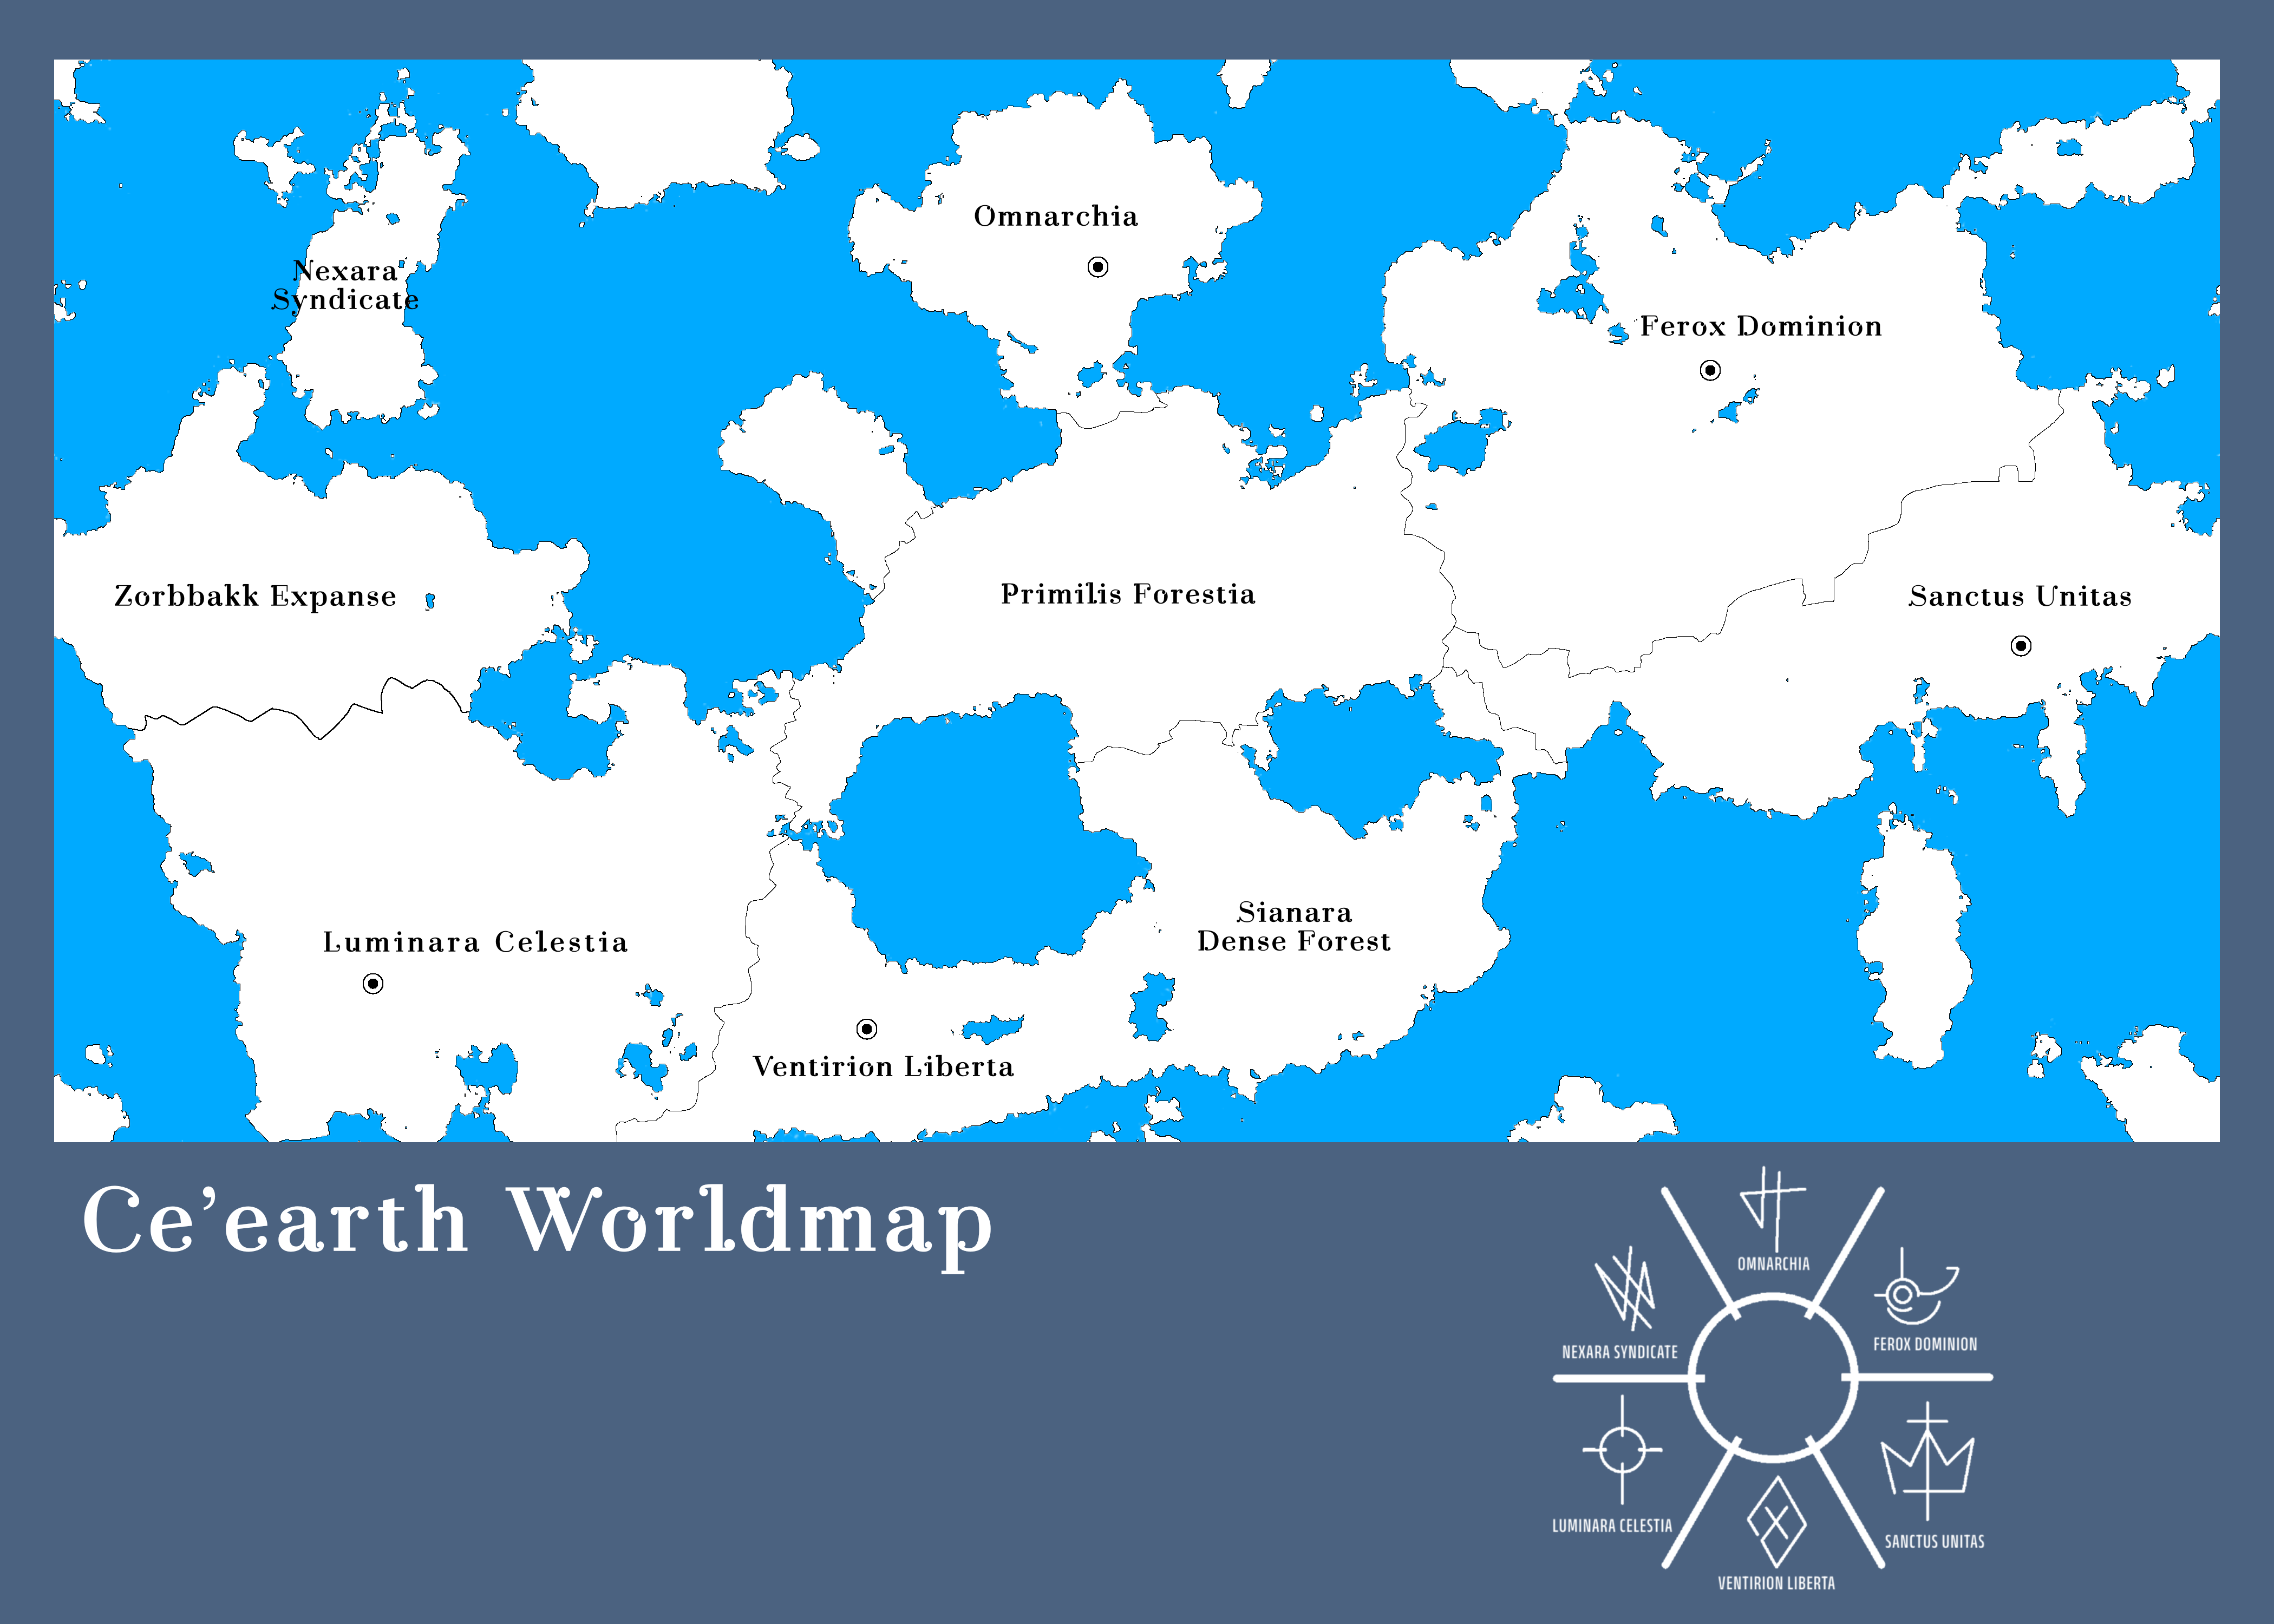 Omnarchia
Nexara
Syndicate
Ferox Dominion
Zorbbakk Expanse
Primilis Forestia
Sanctus Unitas
Sianara
Dense Forest
Luminara Celestia
Ventirion Liberta
Ce’earth Worldmap
OMNARCHIA
NEXARA SYNDICATE
FEROX DOMINION
LUMINARA CELESTIA
SANCTUS UNITAS
VENTIRION LIBERTA